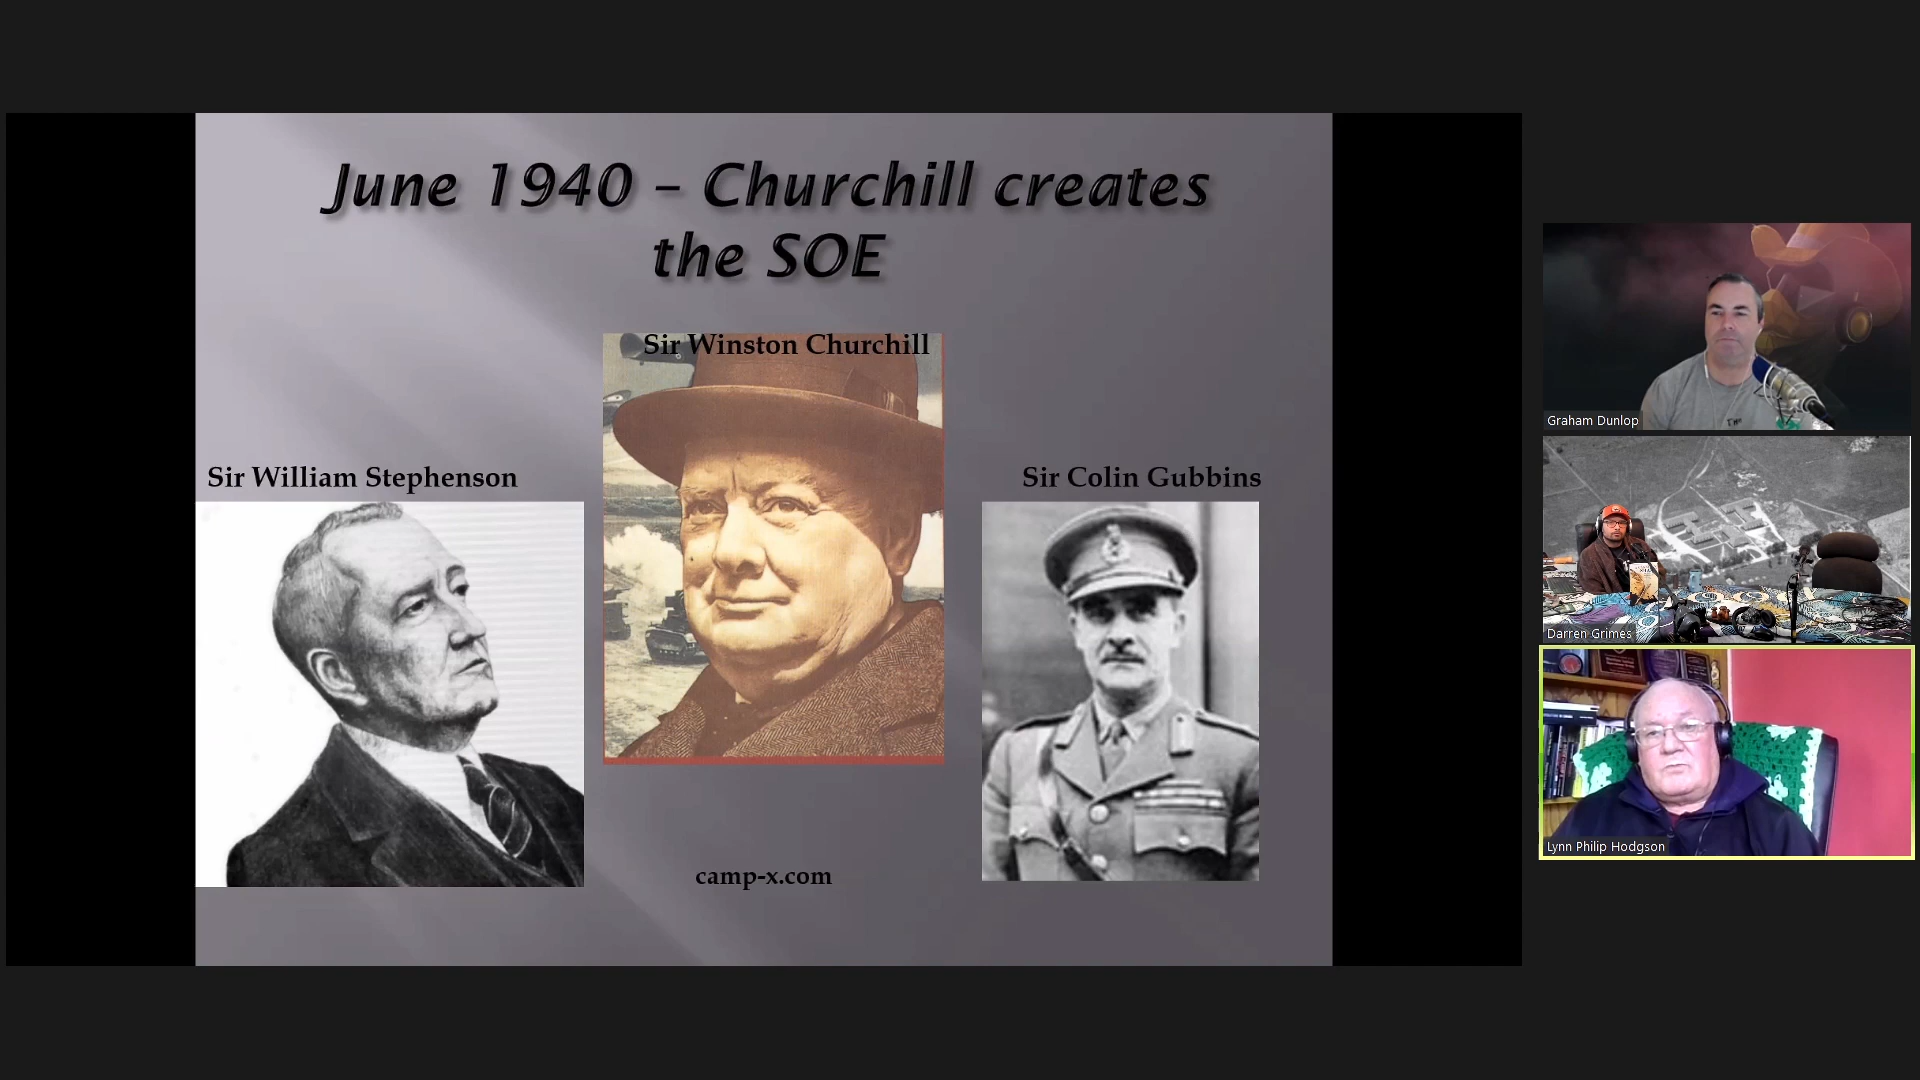 June 1940 – Churchill creates
the SOE
Sir Winston Churchill
Sir William Stephenson
Sir Colin Gubbins
camp-x.com
Graham Dunlop
Darren Grimes
Lynn Philip Hodgson